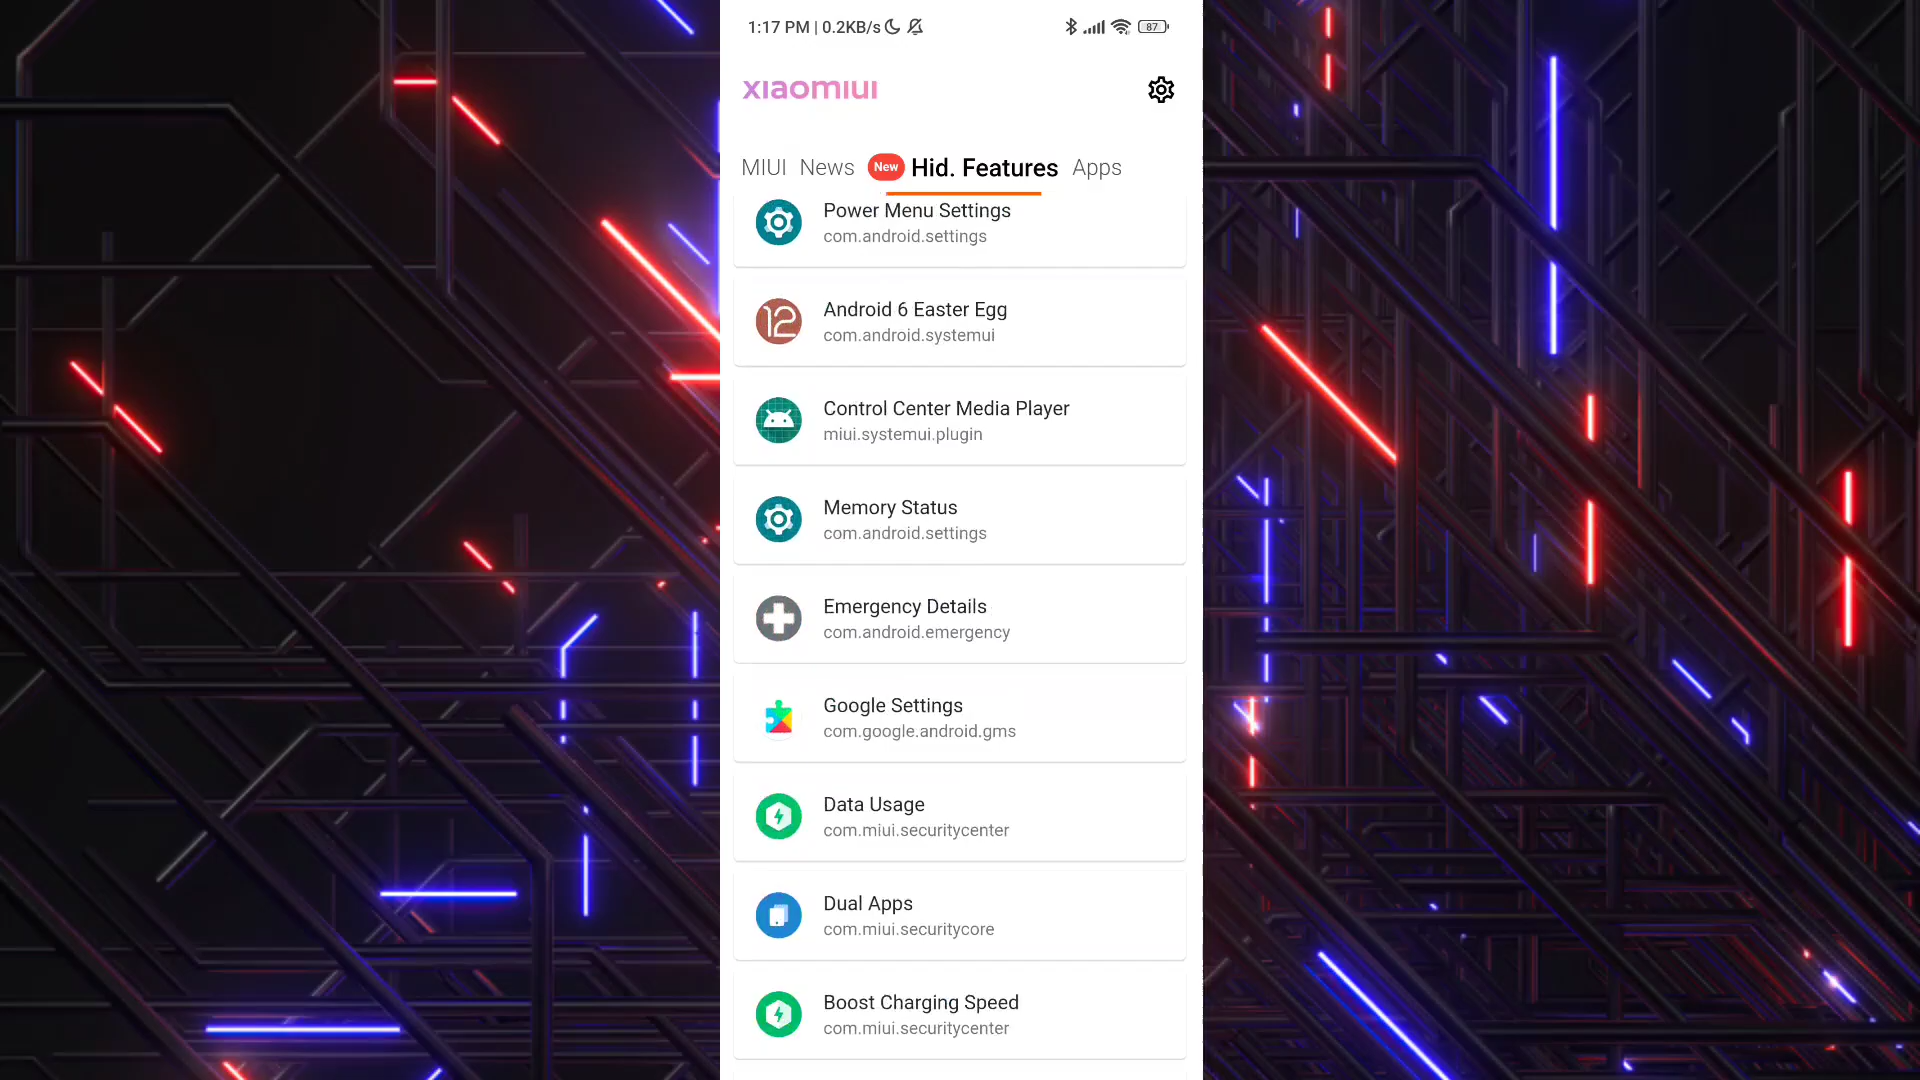 1:17 PM | 0.2KB/s
87
xiaomiui
MIUI News New Hid. Features Apps
Power Menu Settings
com.android.settings
12
Android 6 Easter Egg
com.android.systemui
Control Center Media Player
miui.systemui.plugin
Memory Status
com.android.settings
Emergency Details
com.android.emergency
Google Settings
com.google.android.gms
Data Usage
com.miui.securitycenter
Dual Apps
com.miui.securitycore
Boost Charging Speed
com.miui.securitycenter